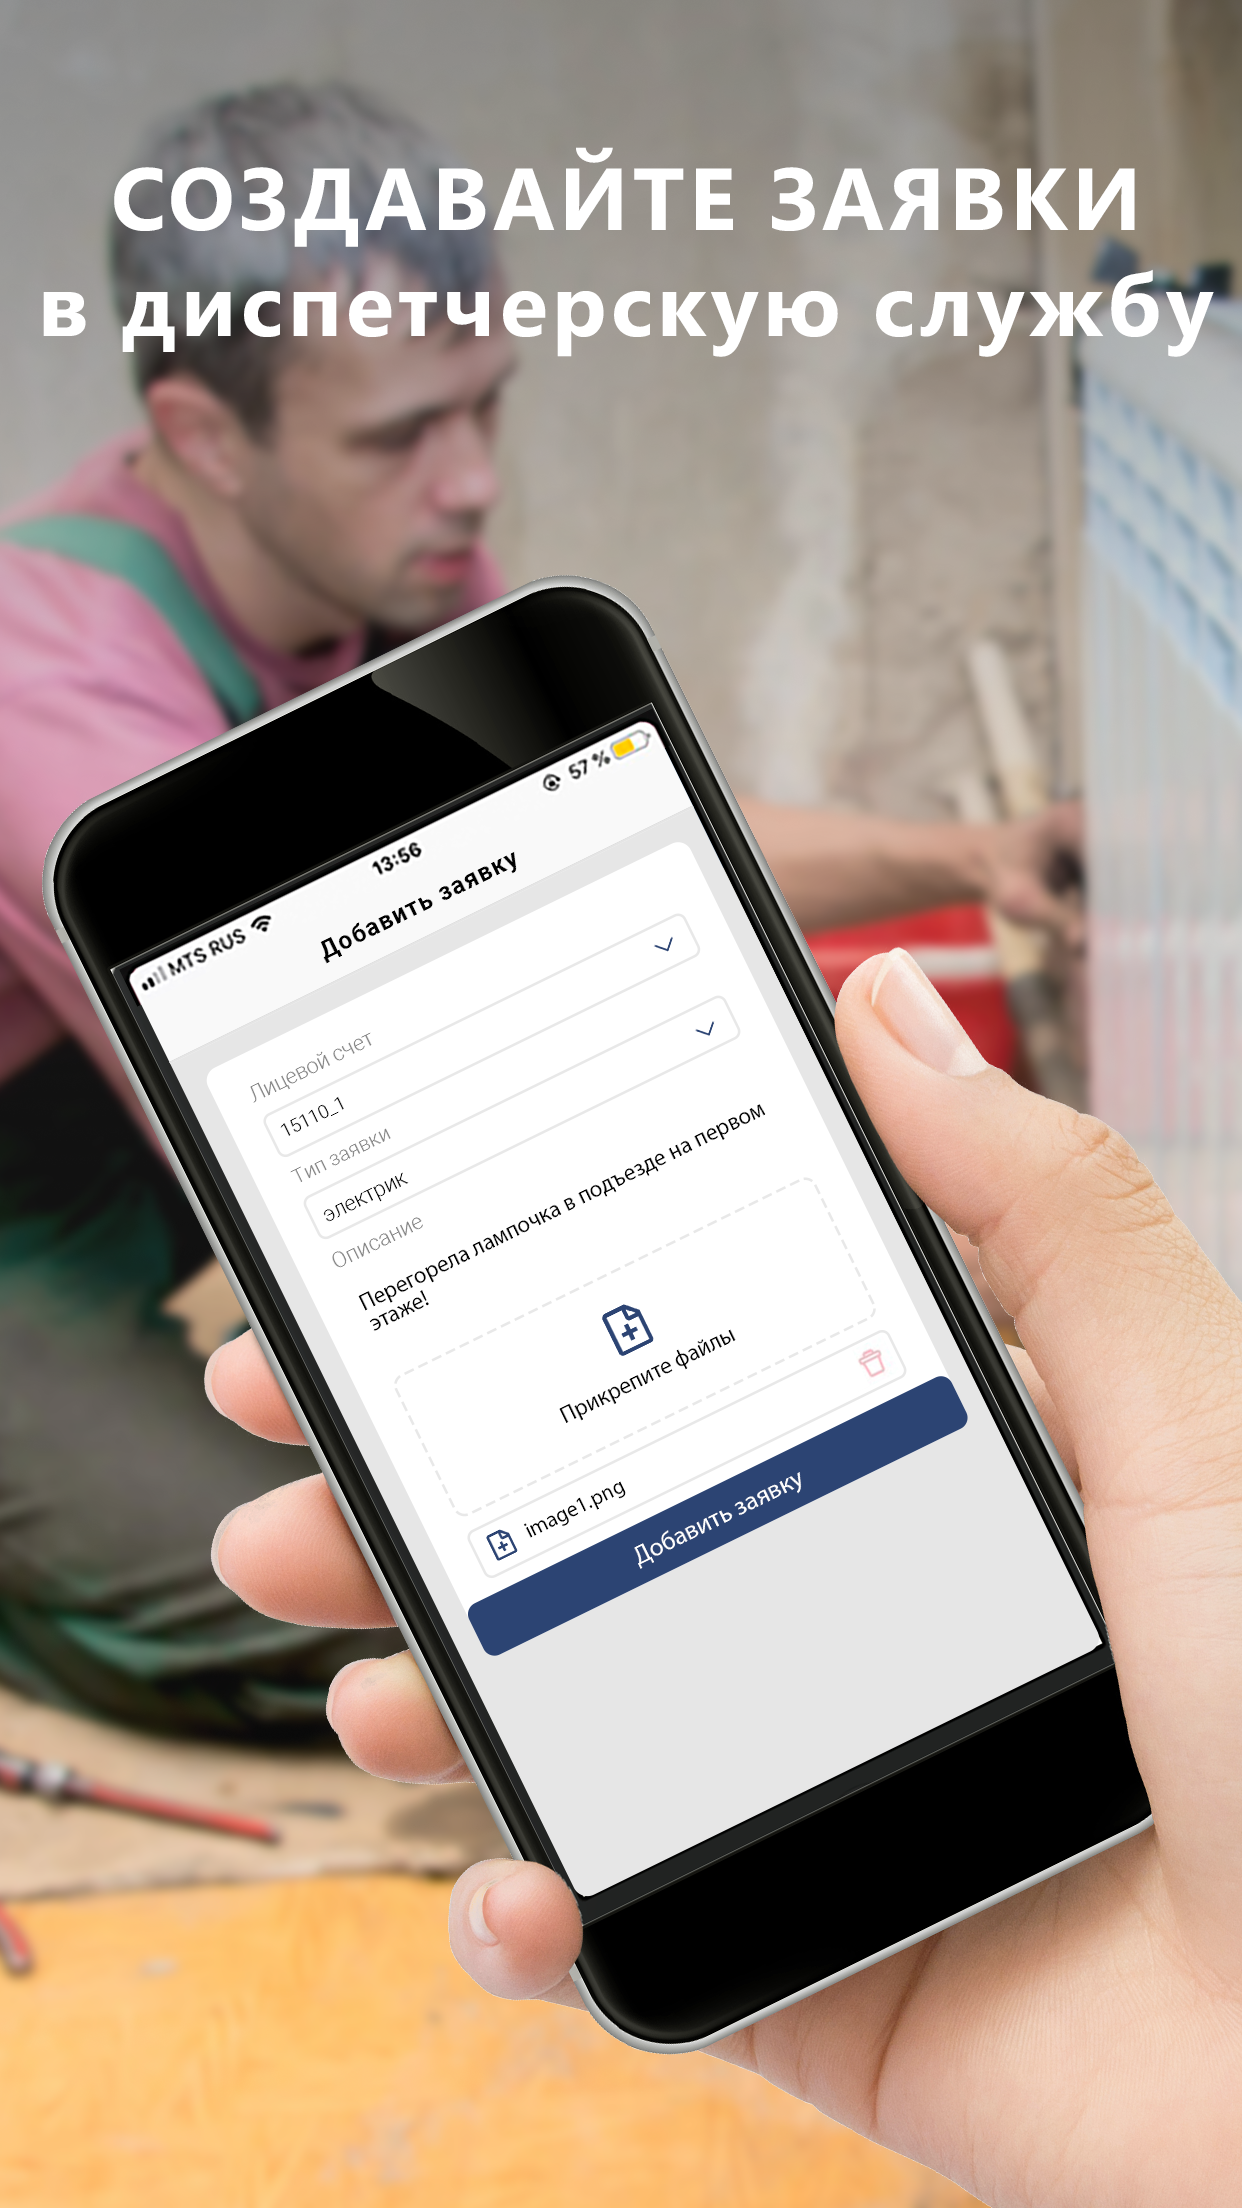 СОЗДАВАЙТЕ ЗАЯВКИ
в диспетчерскую службу
MTS RUS 13:56 57 %
Добавить заявку
Лицевой счет
15110_1
Тип заявки
электрик
Описание
Перегорела лампочка в подъезде на первом
этаже!
Прикрепите файлы
image1.png
Добавить заявку